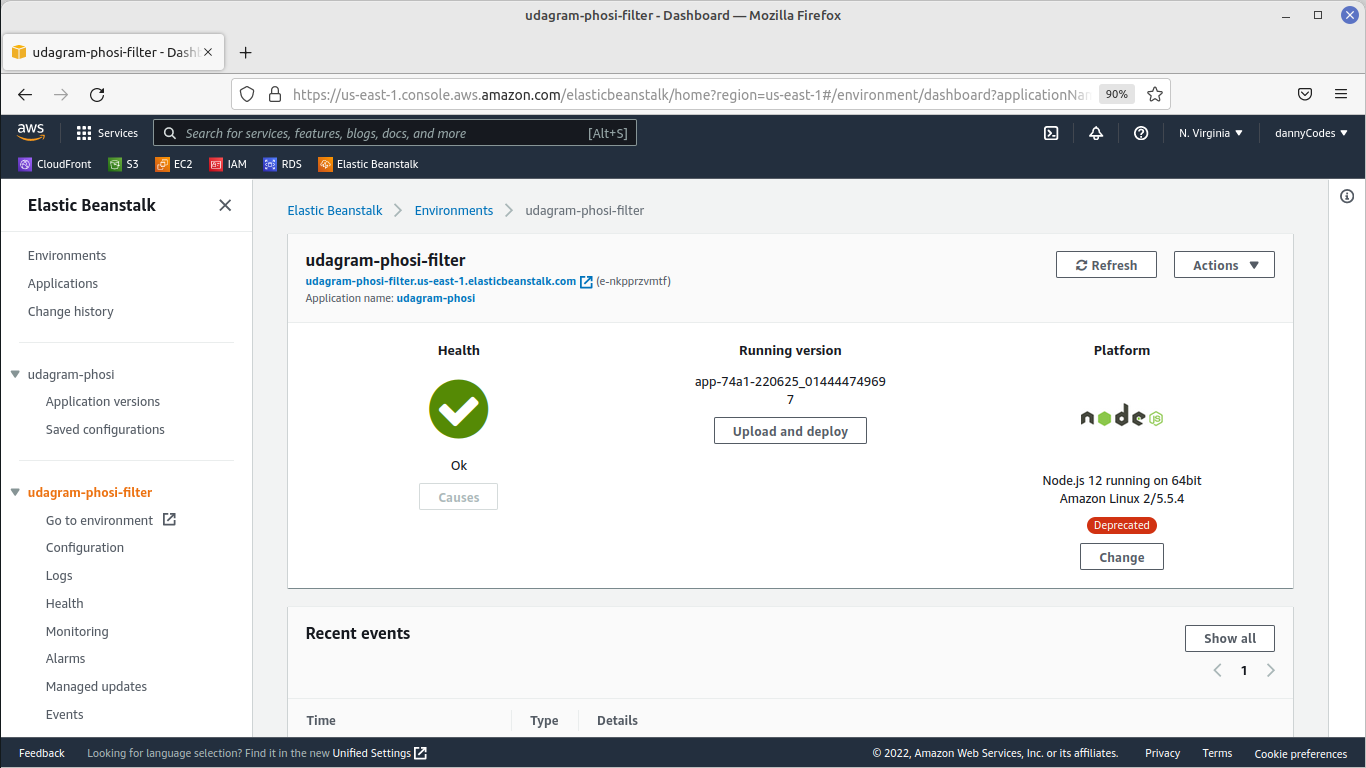 udagram-phosi-filter - Dashboard — Mozilla Firefox
udagram-phosi-filter - Dash
https://us-east-1.console.aws.amazon.com/elasticbeanstalk/home?region=us-east-1#/environment/dashboard?applicationNam
90%
aws
Services
Search for services, features, blogs, docs, and more
[Alt+S]
N. Virginia
dannyCodes
CloudFront
S3
EC2
IAM
RDS
Elastic Beanstalk
Elastic Beanstalk
Environments
Applications
Change history
udagram-phosi
Application versions
Saved configurations
udagram-phosi-filter
Go to environment
Configuration
Logs
Health
Monitoring
Alarms
Managed updates
Events
Elastic Beanstalk
Environments
udagram-phosi-filter
udagram-phosi-filter
udagram-phosi-filter.us-east-1.elasticbeanstalk.com (e-nkpprzvmtf)
Application name: udagram-phosi
Refresh
Actions
Health
Ok
Causes
Running version
app-74a1-220625_01444474969
7
Upload and deploy
Platform
node
JS
Node.js 12 running on 64bit
Amazon Linux 2/5.5.4
Deprecated
Change
Recent events
Show all
1
Time
Type
Details
Feedback
Looking for language selection? Find it in the new Unified Settings
© 2022, Amazon Web Services, Inc. or its affiliates.
Privacy
Terms
Cookie preferences